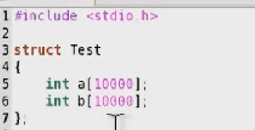 1 #include <stdio.h>
2
3 struct Test
4 {
5     int a[10000];
6     int b[10000];
7 };